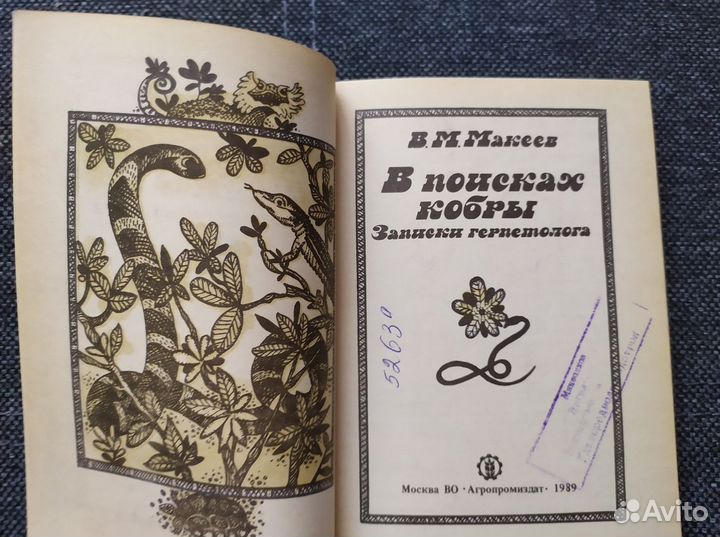 В. М. Макеев
В поисках
кобры
Записки герпетолога
52630
Москва ВО · Агропромиздат · 1989
Avito